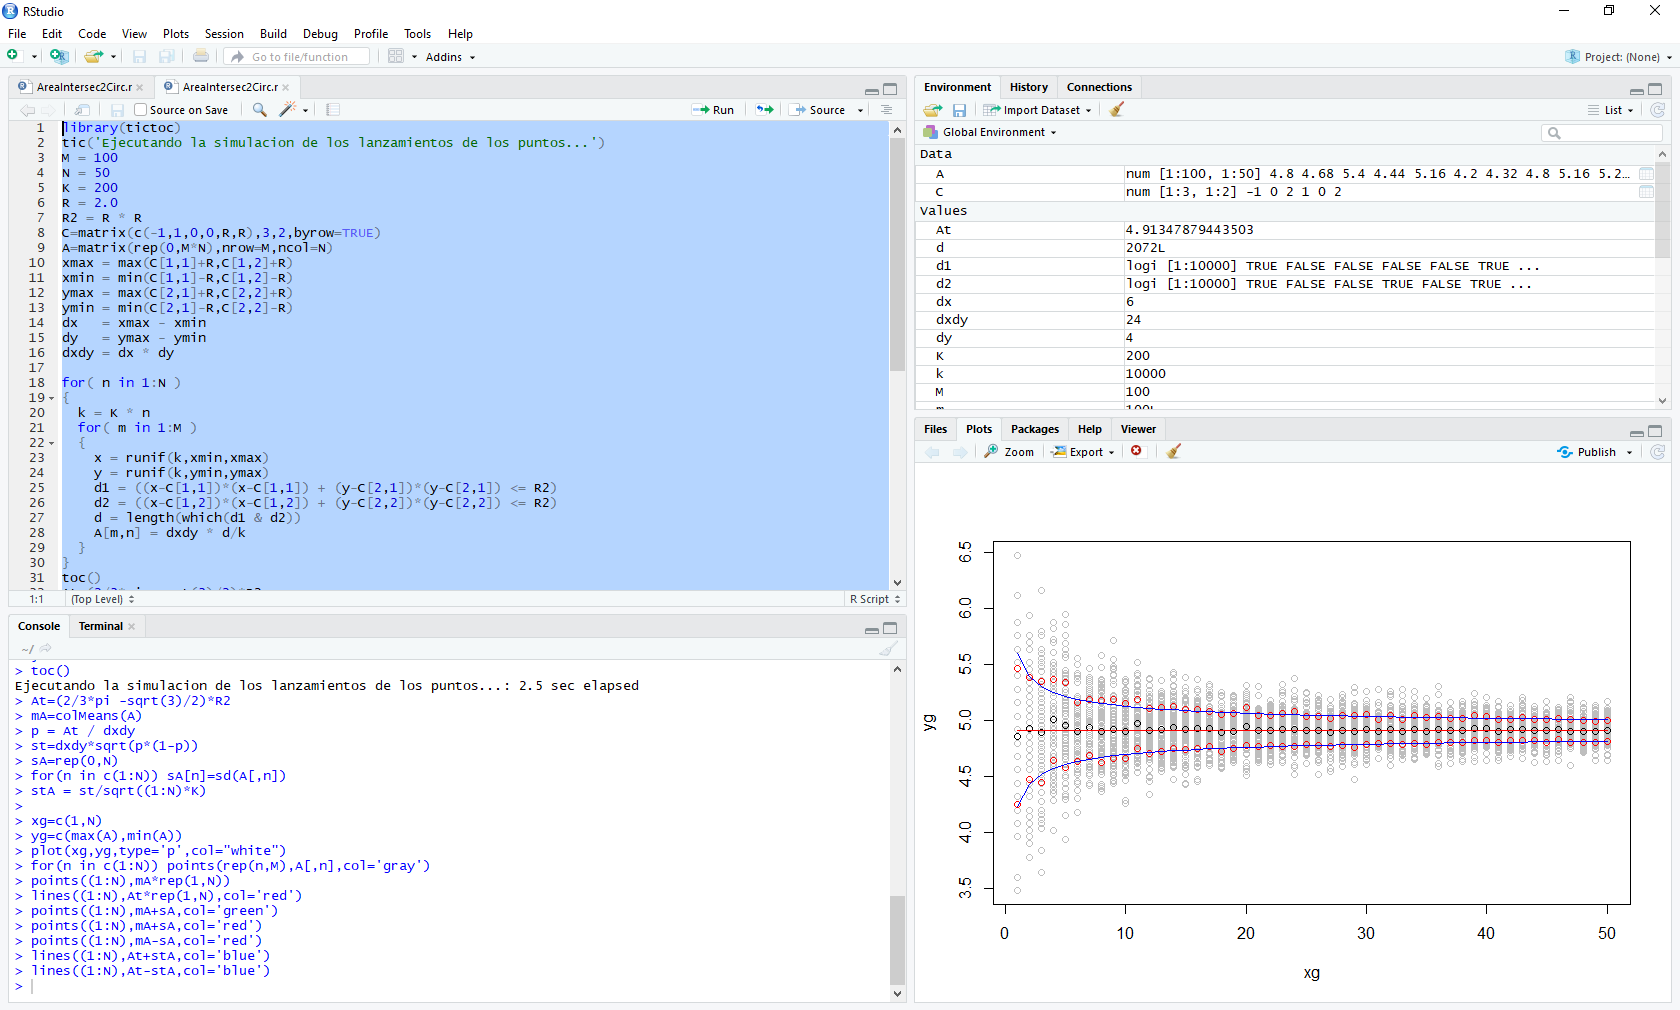 RStudio
File Edit Code View Plots Session Build Debug Profile Tools Help
Go to file/function Addins Project: (None)
AreaIntersec2Circ.r AreaIntersec2Circ.r
Source on Save Run Source
1 library(tictoc)
2 tic('Ejecutando la simulacion de los lanzamientos de los puntos...')
3 M = 100
4 N = 50
5 K = 200
6 R = 2.0
7 R2 = R * R
8 C=matrix(c(-1,1,0,0,R,R),3,2,byrow=TRUE)
9 A=matrix(rep(0,M*N),nrow=M,ncol=N)
10 xmax = max(C[1,1]+R,C[1,2]+R)
11 xmin = min(C[1,1]-R,C[1,2]-R)
12 ymax = max(C[2,1]+R,C[2,2]+R)
13 ymin = min(C[2,1]-R,C[2,2]-R)
14 dx   = xmax - xmin
15 dy   = ymax - ymin
16 dxdy = dx * dy
17
18 for( n in 1:N )
19 {
20   k = K * n
21   for( m in 1:M )
22   {
23     x = runif(k,xmin,xmax)
24     y = runif(k,ymin,ymax)
25     d1 = ((x-C[1,1])*(x-C[1,1]) + (y-C[2,1])*(y-C[2,1]) <= R2)
26     d2 = ((x-C[1,2])*(x-C[1,2]) + (y-C[2,2])*(y-C[2,2]) <= R2)
27     d = length(which(d1 & d2))
28     A[m,n] = dxdy * d/k
29   }
30 }
31 toc()
1:1 (Top Level) R Script
Console Terminal
~/
> toc()
Ejecutando la simulacion de los lanzamientos de los puntos...: 2.5 sec elapsed
> At=(2/3*pi -sqrt(3)/2)*R2
> mA=colMeans(A)
> p = At / dxdy
> st=dxdy*sqrt(p*(1-p))
> sA=rep(0,N)
> for(n in c(1:N)) sA[n]=sd(A[,n])
> stA = st/sqrt((1:N)*K)
>
> xg=c(1,N)
> yg=c(max(A),min(A))
> plot(xg,yg,type='p',col="white")
> for(n in c(1:N)) points(rep(n,M),A[,n],col='gray')
> points((1:N),mA*rep(1,N))
> lines((1:N),At*rep(1,N),col='red')
> points((1:N),mA+sA,col='green')
> points((1:N),mA+sA,col='red')
> points((1:N),mA-sA,col='red')
> lines((1:N),At+stA,col='blue')
> lines((1:N),At-stA,col='blue')
>
Environment History Connections
Import Dataset List
Global Environment
Data
A num [1:100, 1:50] 4.8 4.68 5.4 4.44 5.16 4.2 4.32 4.8 5.16 5.2...
C num [1:3, 1:2] -1 0 2 1 0 2
Values
At 4.91347879443503
d 2072L
d1 logi [1:10000] TRUE FALSE FALSE FALSE FALSE TRUE ...
d2 logi [1:10000] TRUE FALSE FALSE TRUE FALSE TRUE ...
dx 6
dxdy 24
dy 4
K 200
k 10000
M 100
Files Plots Packages Help Viewer
Zoom Export Publish
6.5
6.0
5.5
5.0
4.5
4.0
3.5
yg
0 10 20 30 40 50
xg